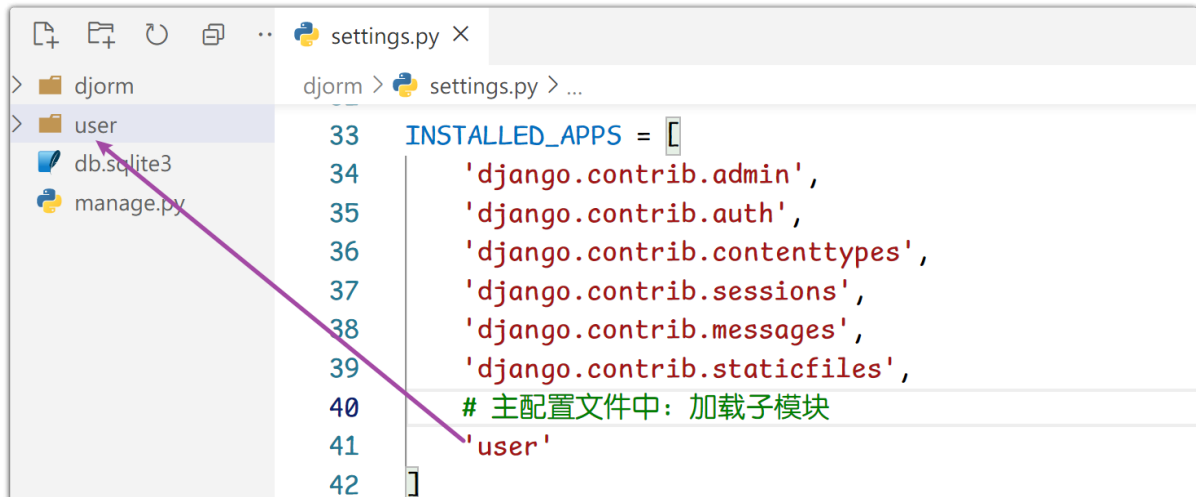 settings.py
djorm
user
db.sqlite3
manage.py
djorm > settings.py > ...
33 INSTALLED_APPS = [
34 'django.contrib.admin',
35 'django.contrib.auth',
36 'django.contrib.contenttypes',
37 'django.contrib.sessions',
38 'django.contrib.messages',
39 'django.contrib.staticfiles',
40 # 主配置文件中：加载子模块
41 'user'
42 ]